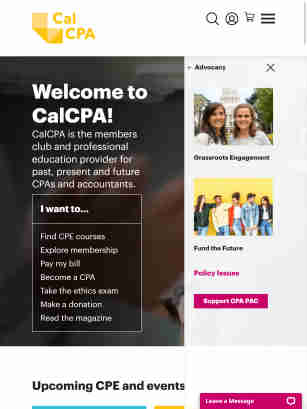 Cal
CPA
← Advocacy
Welcome to
CalCPA!
CalCPA is the members
club and professional
education provider for
past, present and future
CPAs and accountants.
I want to...
Find CPE courses
Explore membership
Pay my bill
Become a CPA
Take the ethics exam
Make a donation
Read the magazine
Grassroots Engagement
Fund the Future
Policy Issues
Support CPA PAC
Upcoming CPE and events
Leave a Message